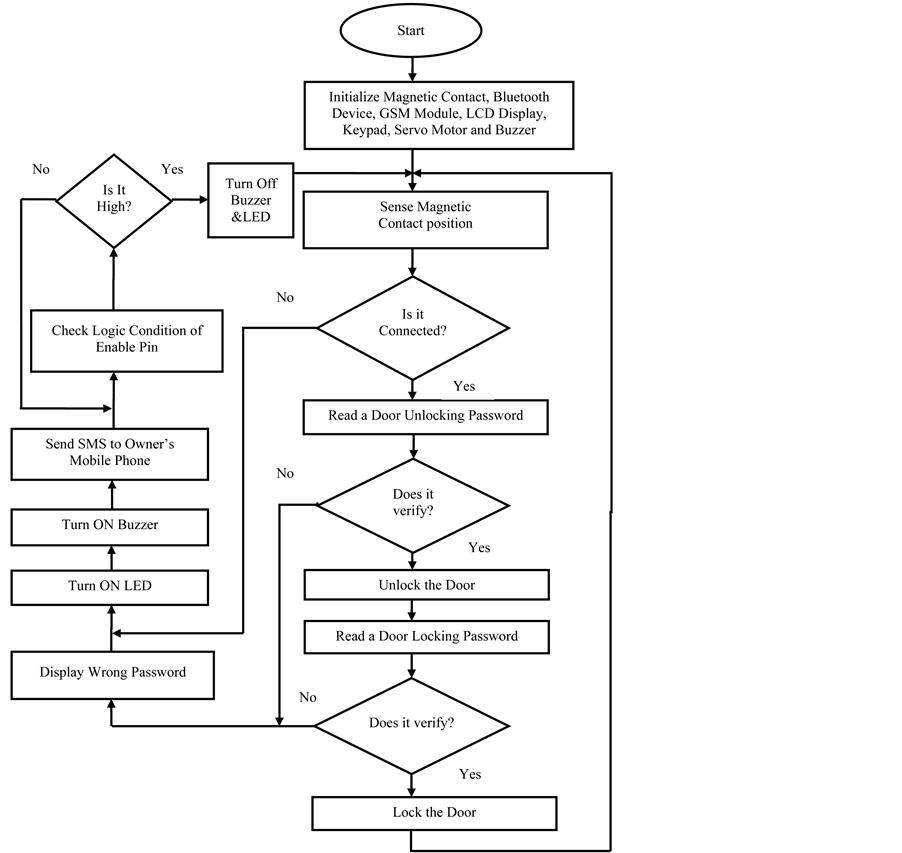 Start
Initialize Magnetic Contact, Bluetooth
Device, GSM Module, LCD Display,
Keypad, Servo Motor and Buzzer
No
Yes
Is It
High?
Turn Off
Buzzer
&LED
Sense Magnetic
Contact position
No
Is it
Connected?
Check Logic Condition of
Enable Pin
Yes
Read a Door Unlocking Password
Send SMS to Owner's
Mobile Phone
No
Does it
verify?
Turn ON Buzzer
Yes
Turn ON LED
Unlock the Door
Read a Door Locking Password
Display Wrong Password
No
Does it verify?
Yes
Lock the Door